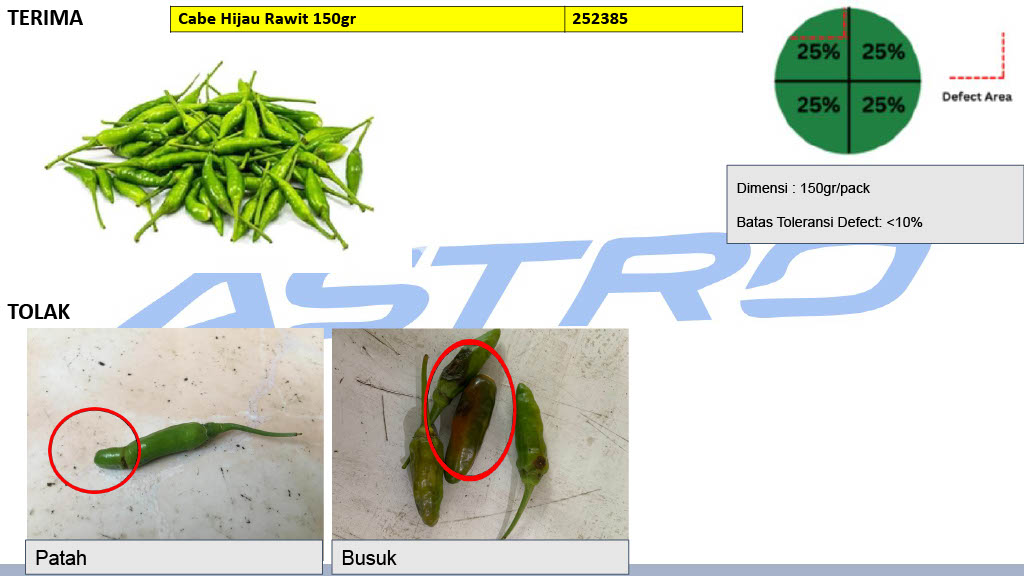 TERIMA
Cabe Hijau Rawit 150gr 252385
25% 25%
25% 25%
Defect Area
Dimensi : 150gr/pack
Batas Toleransi Defect: <10%
ASTRO
TOLAK
Patah
Busuk